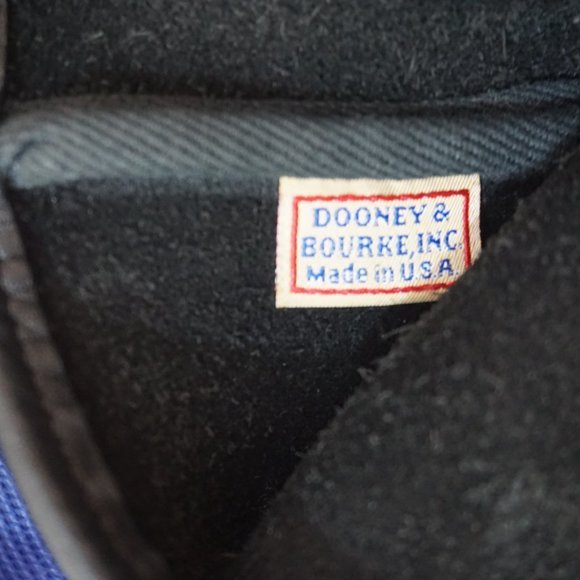 DOONEY &
BOURKE, INC.
Made in U.S.A.